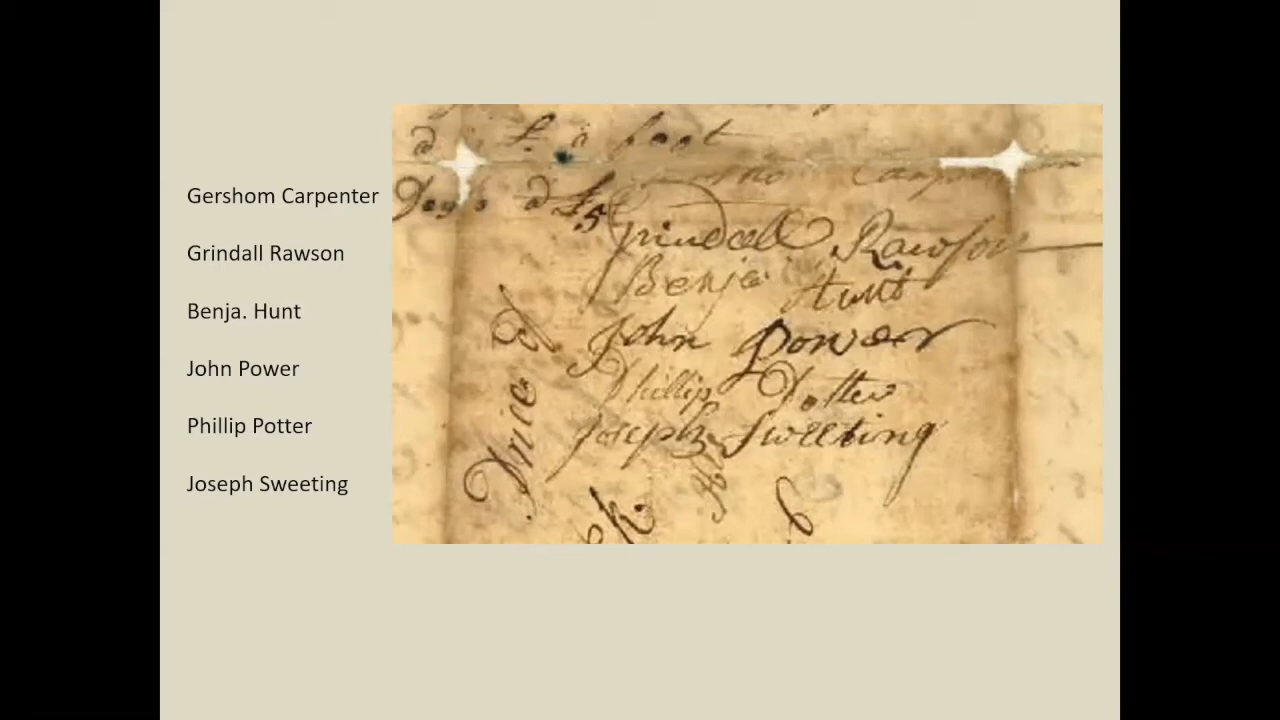 Gershom Carpenter
Grindall Rawson
Benja. Hunt
John Power
Phillip Potter
Joseph Sweeting
foot
Grindall Rawson
Benja Hunt
John Power
Phillip Potter
Joseph Sweeting